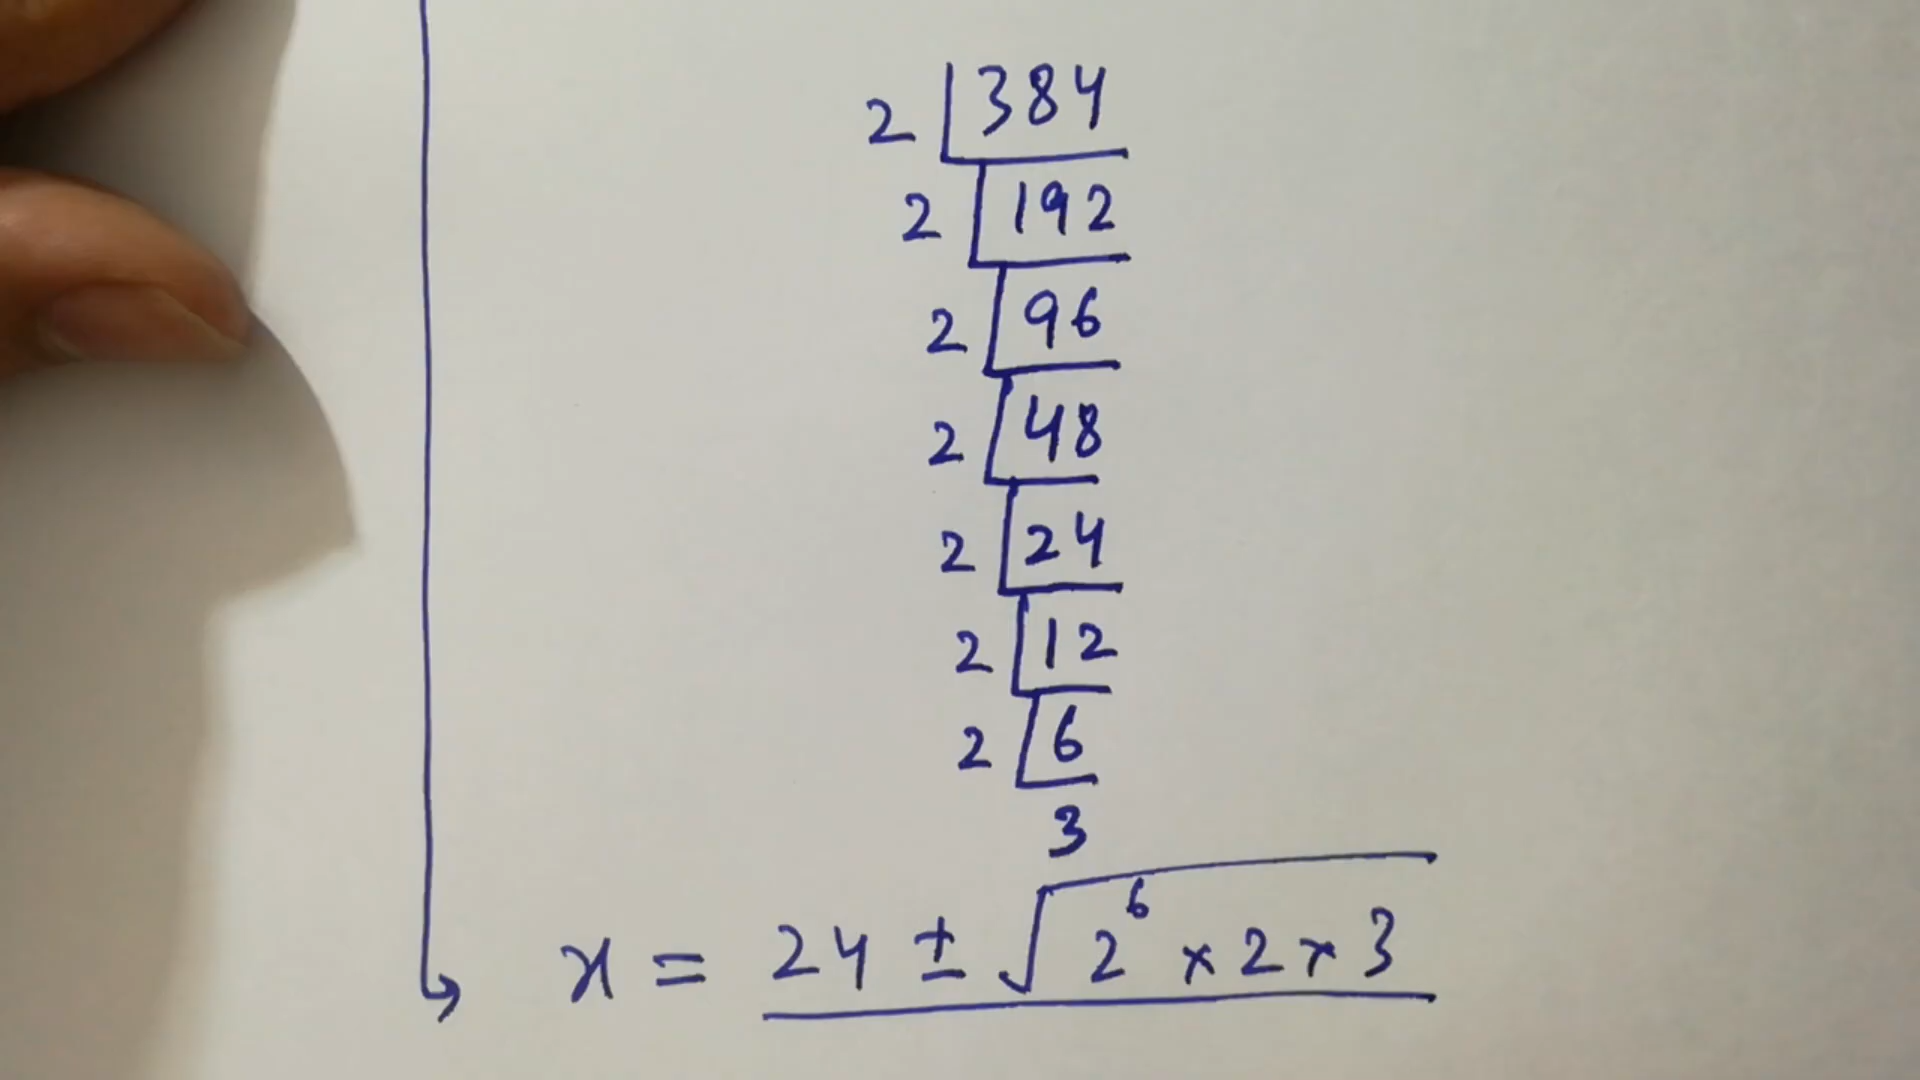 2 | 384
2 | 192
2 | 96
2 | 48
2 | 24
2 | 12
2 | 6
3
x = 24 ± √(2⁶ × 2 × 3)